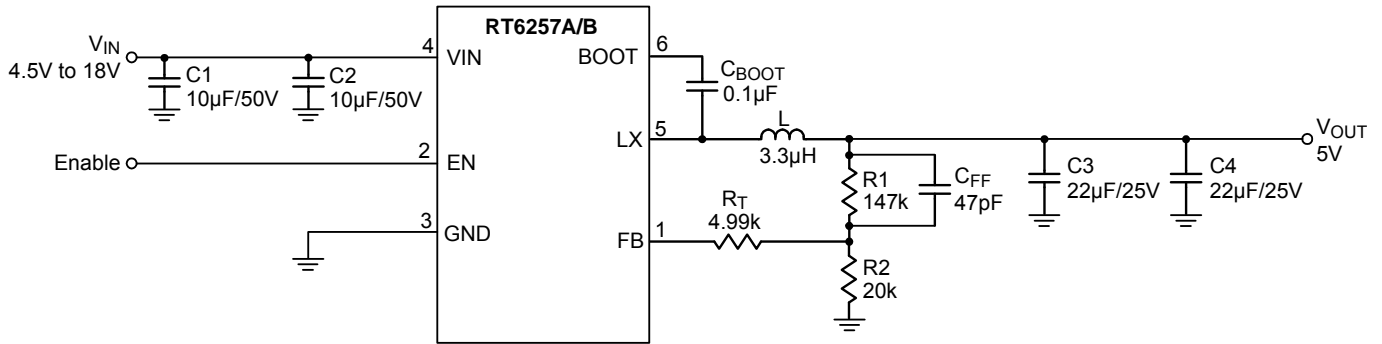 RT6257A/B
VIN
4.5V to 18V
C1
10µF/50V
C2
10µF/50V
4
VIN
BOOT
6
CBOOT
0.1µF
Enable
2
EN
LX
5
L
3.3µH
VOUT
5V
R1
147k
CFF
47pF
C3
22µF/25V
C4
22µF/25V
3
GND
FB
1
RT
4.99k
R2
20k